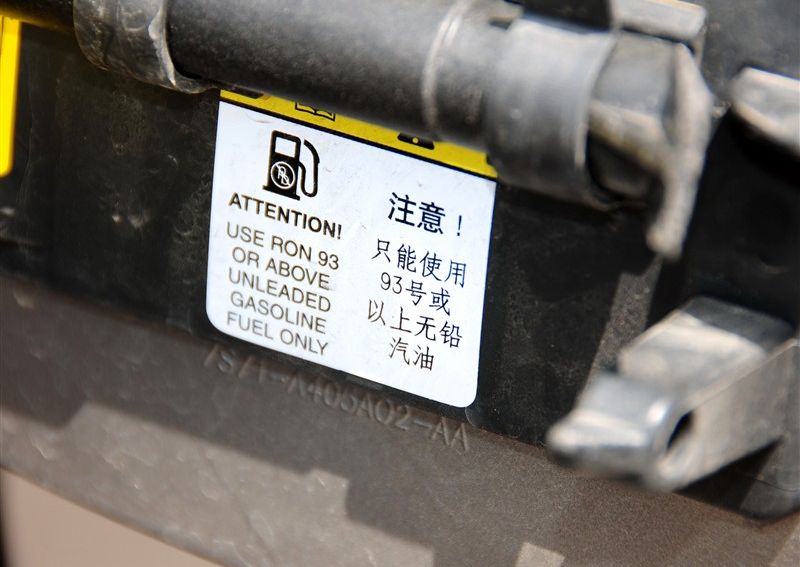 ATTENTION!
USE RON 93
OR ABOVE
UNLEADED
GASOLINE
FUEL ONLY
注意！
只能使用
93号或
以上无铅
汽油